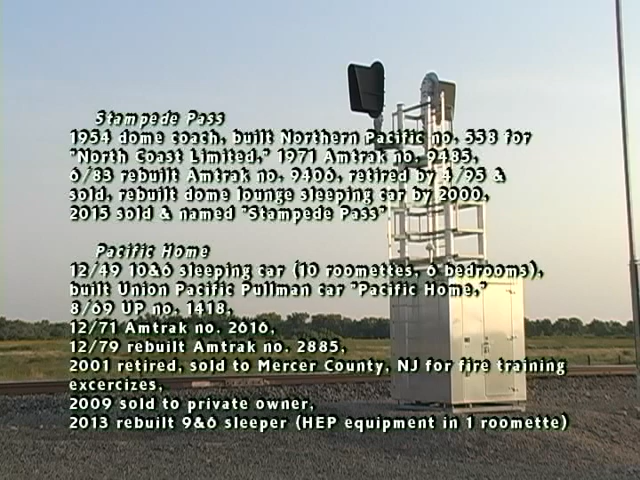 Stampede Pass
1954 dome coach, built Northern Pacific no. 558 for
"North Coast Limited," 1971 Amtrak no. 9485,
6/83 rebuilt Amtrak no. 9406, retired by 4/95 &
sold, rebuilt dome lounge sleeping car by 2000,
2015 sold & named "Stampede Pass"
Pacific Home
12/49 10&6 sleeping car (10 roomettes, 6 bedrooms),
built Union Pacific Pullman car "Pacific Home,"
8/69 UP no. 1418,
12/71 Amtrak no. 2616,
12/79 rebuilt Amtrak no. 2885,
2001 retired, sold to Mercer County, NJ for fire training
excercizes,
2009 sold to private owner,
2013 rebuilt 9&6 sleeper (HEP equipment in 1 roomette)